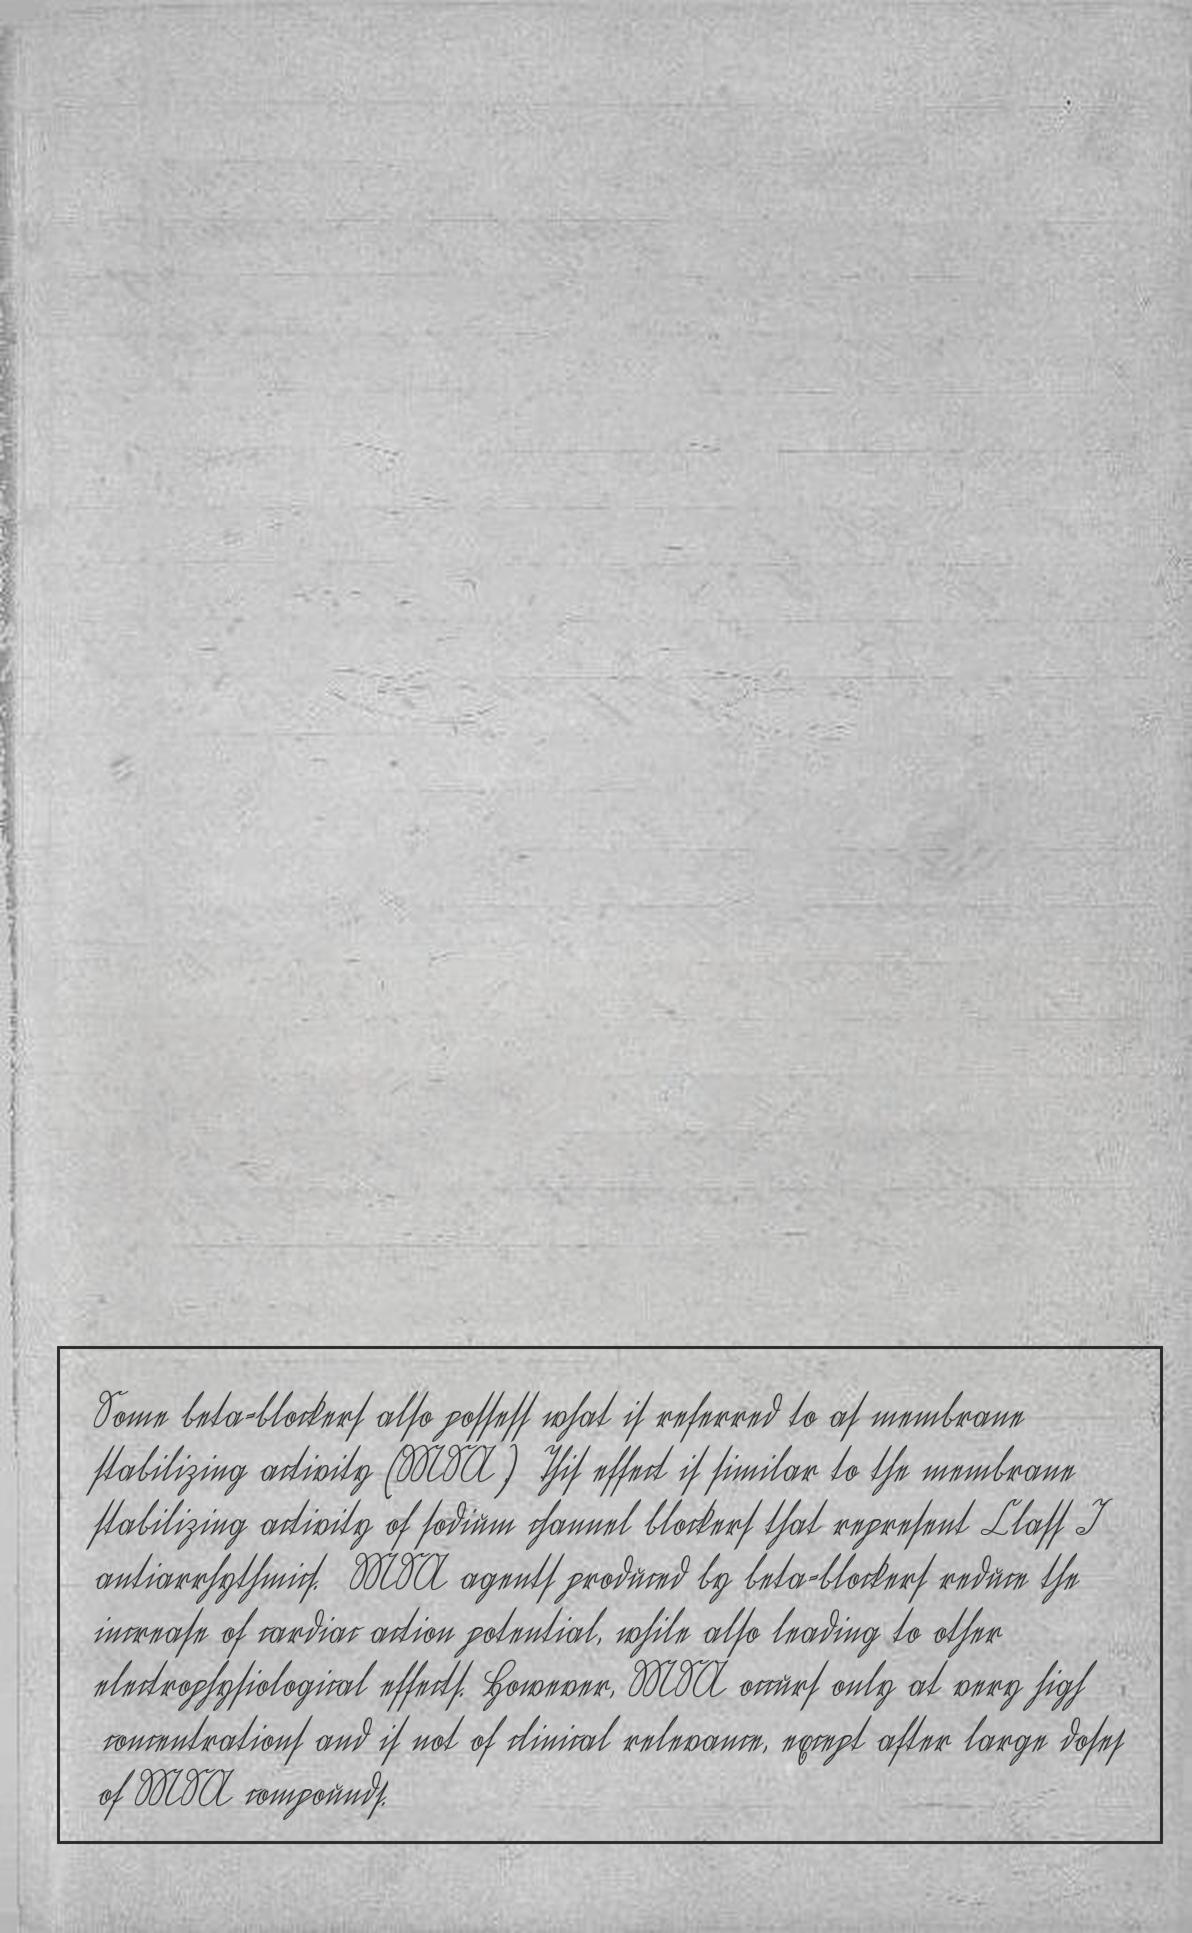 Some beta-blockers also possess what is referred to as membrane
stabilizing activity (MSA) This effect is similar to the membrane
stabilizing activity of sodium channel blockers that represent Class I
antiarrhythmics. MSA agents produced by beta-blockers reduce the
increase of cardiac action potential, while also leading to other
electrophysiological effects. However, MSA occurs only at very high
concentrations and is not of clinical relevance, except after large doses
of MSA compounds.